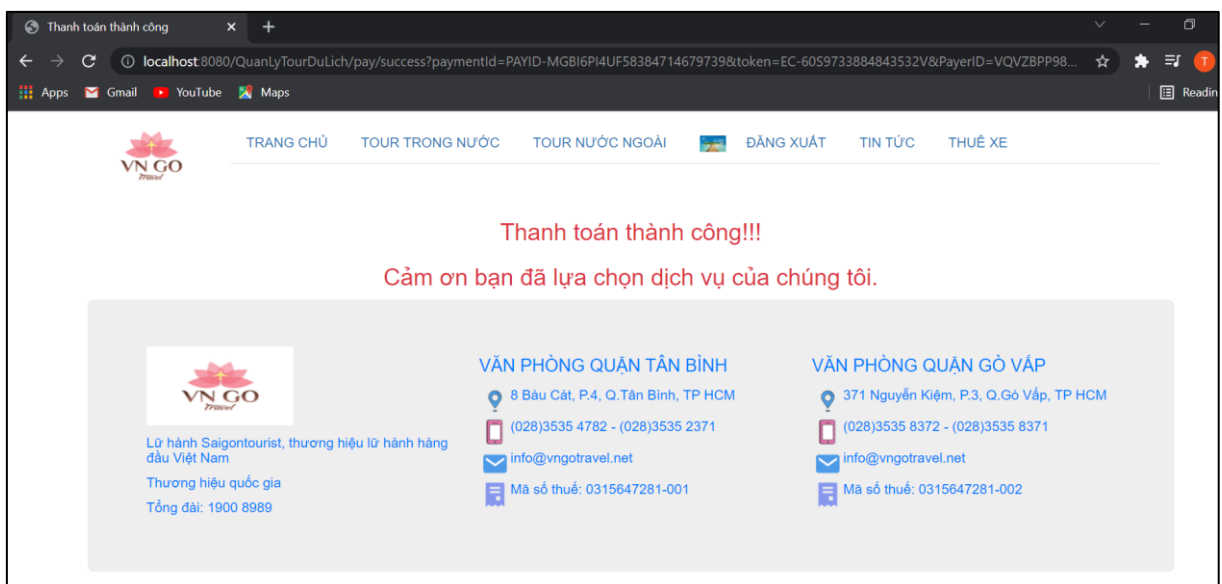 Thanh toán thành công
localhost:8080/QuanLyTourDuLich/pay/success?paymentId=PAYID-MGBI6PI4UF58384714679739&token=EC-60S9733884843532V&PayerID=VQVZBPP98...
T
Apps Gmail YouTube Maps Readin
VN GO
Travel
TRANG CHỦ TOUR TRONG NƯỚC TOUR NƯỚC NGOÀI ĐĂNG XUẤT TIN TỨC THUÊ XE
Thanh toán thành công!!!
Cảm ơn bạn đã lựa chọn dịch vụ của chúng tôi.
VN GO
Travel
Lữ hành Saigontourist, thương hiệu lữ hành hàng
đầu Việt Nam
Thương hiệu quốc gia
Tổng đài: 1900 8989
VĂN PHÒNG QUẬN TÂN BÌNH
8 Bàu Cát, P.4, Q.Tân Bình, TP HCM
(028)3535 4782 - (028)3535 2371
info@vngotravel.net
Mã số thuế: 0315647281-001
VĂN PHÒNG QUẬN GÒ VẤP
371 Nguyễn Kiệm, P.3, Q.Gò Vấp, TP HCM
(028)3535 8372 - (028)3535 8371
info@vngotravel.net
Mã số thuế: 0315647281-002